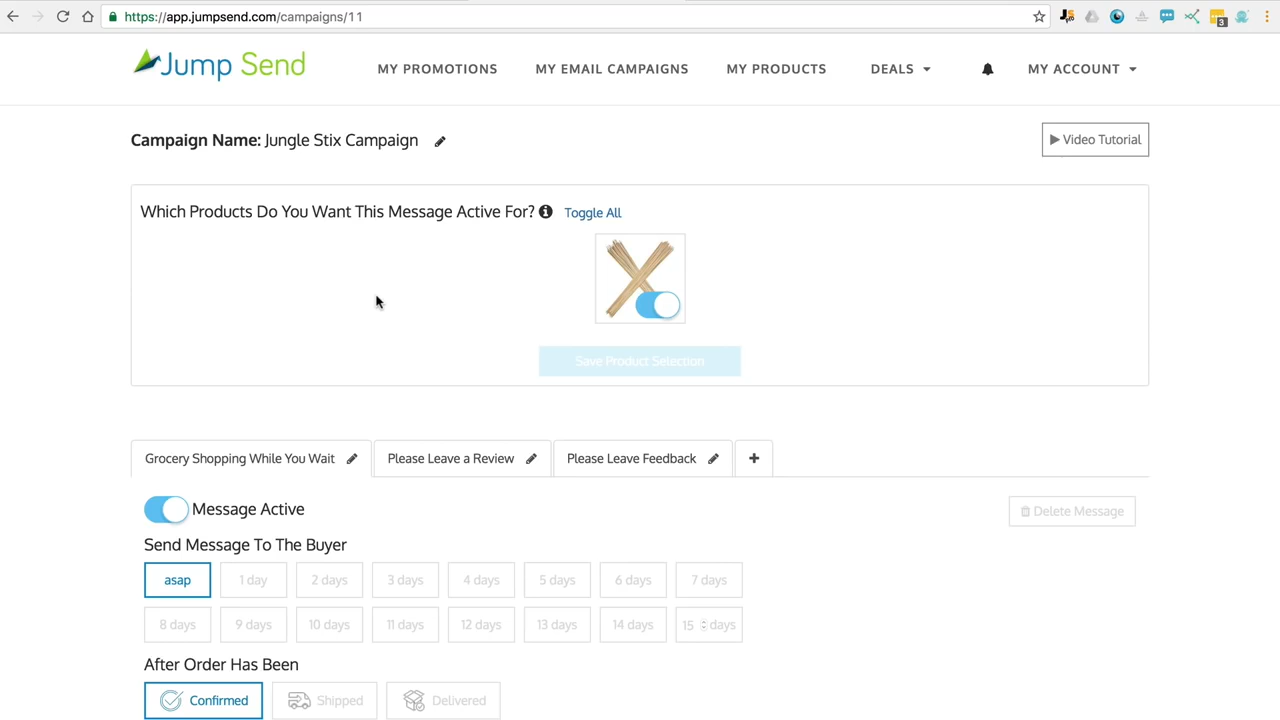 https://app.jumpsend.com/campaigns/11
3
Jump Send
MY PROMOTIONS MY EMAIL CAMPAIGNS MY PRODUCTS DEALS MY ACCOUNT
Campaign Name: Jungle Stix Campaign
Video Tutorial
Which Products Do You Want This Message Active For? Toggle All
Save Product Selection
Grocery Shopping While You Wait Please Leave a Review Please Leave Feedback +
Message Active
Delete Message
Send Message To The Buyer
asap 1 day 2 days 3 days 4 days 5 days 6 days 7 days
8 days 9 days 10 days 11 days 12 days 13 days 14 days 15 days
After Order Has Been
Confirmed Shipped Delivered